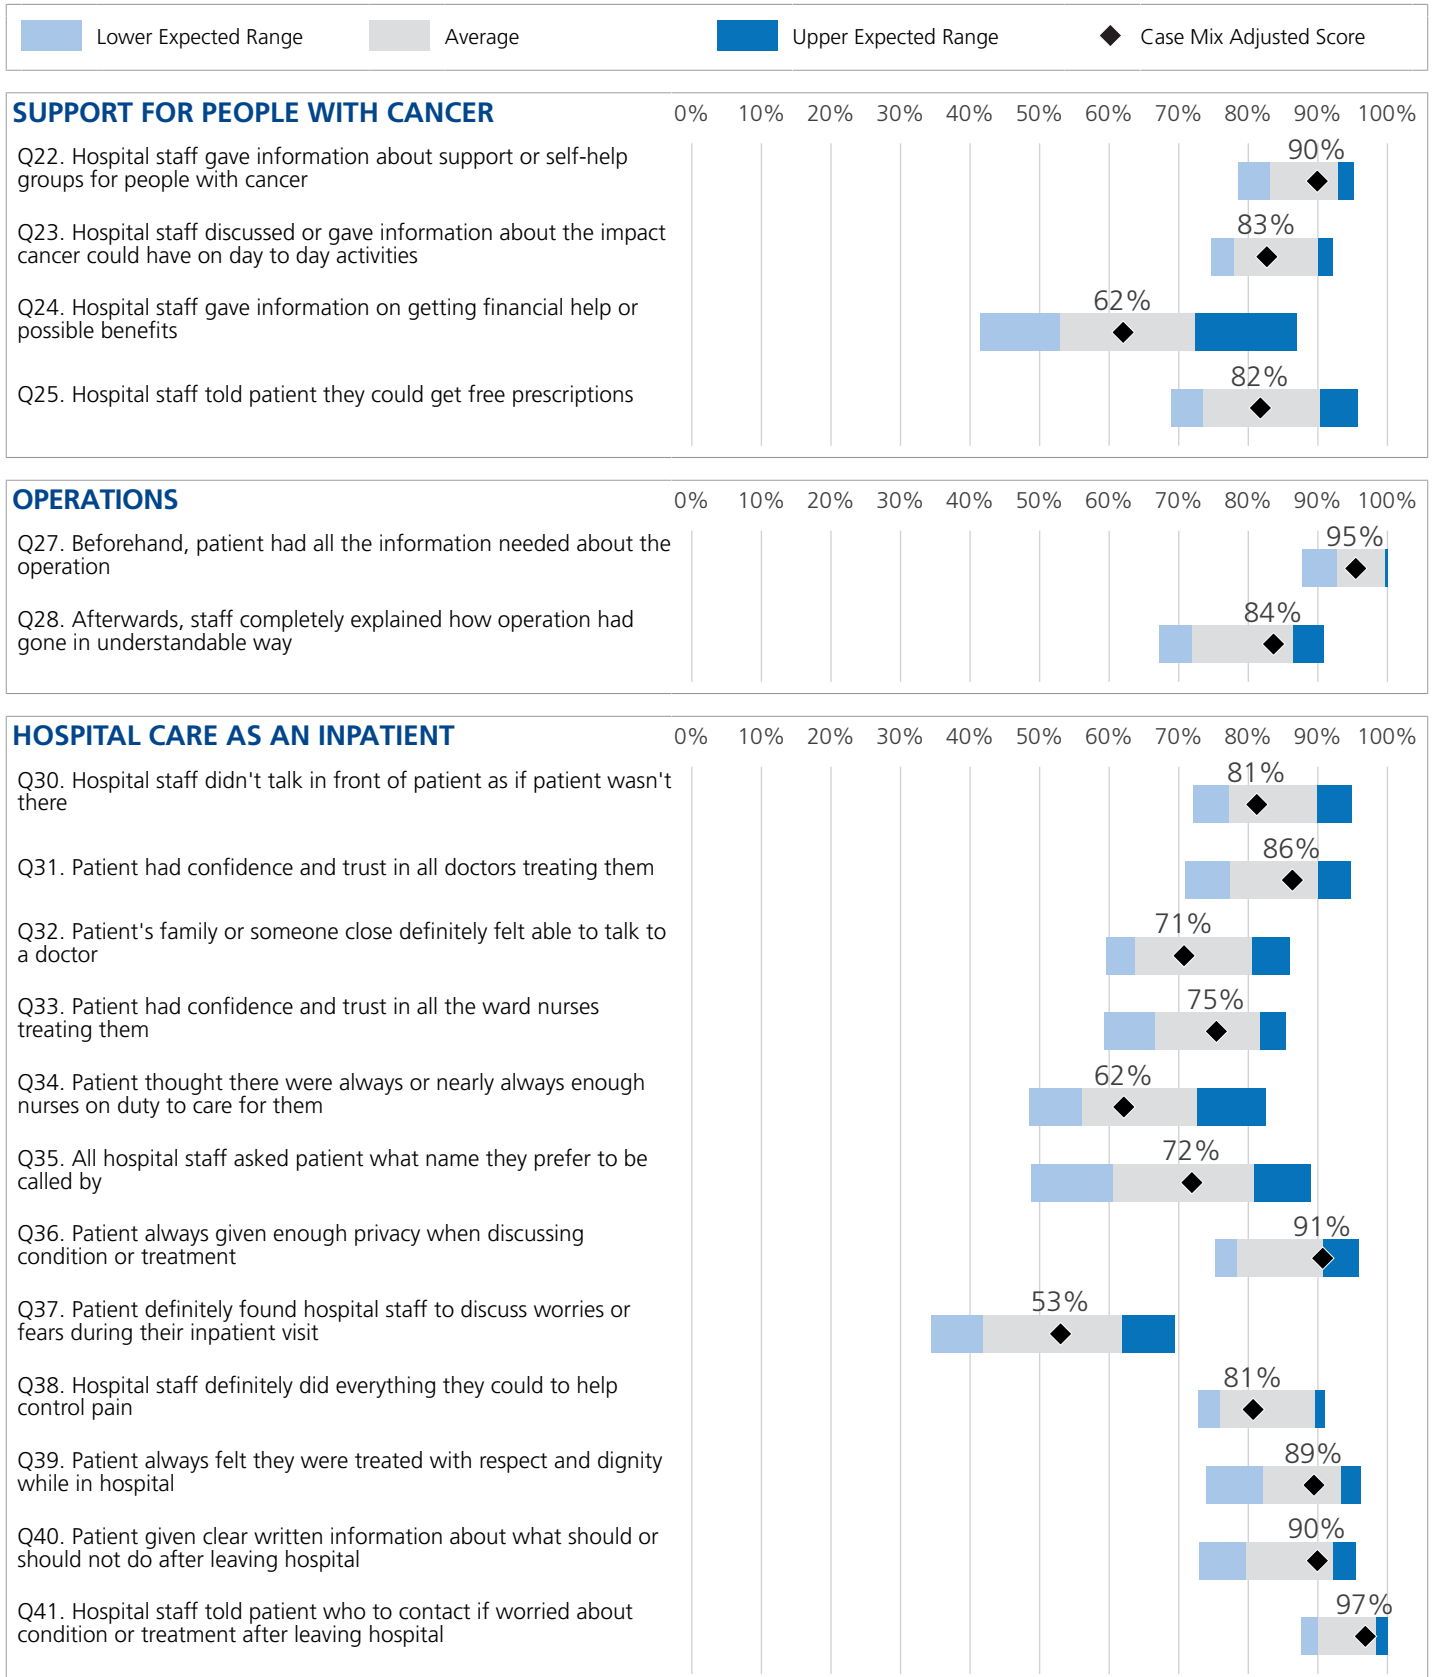 Lower Expected Range Average Upper Expected Range Case Mix Adjusted Score
SUPPORT FOR PEOPLE WITH CANCER 0% 10% 20% 30% 40% 50% 60% 70% 80% 90% 100%
Q22. Hospital staff gave information about support or self-help
groups for people with cancer
90%
Q23. Hospital staff discussed or gave information about the impact
cancer could have on day to day activities
83%
Q24. Hospital staff gave information on getting financial help or
possible benefits
62%
Q25. Hospital staff told patient they could get free prescriptions
82%
OPERATIONS 0% 10% 20% 30% 40% 50% 60% 70% 80% 90% 100%
Q27. Beforehand, patient had all the information needed about the
operation
95%
Q28. Afterwards, staff completely explained how operation had
gone in understandable way
84%
HOSPITAL CARE AS AN INPATIENT 0% 10% 20% 30% 40% 50% 60% 70% 80% 90% 100%
Q30. Hospital staff didn't talk in front of patient as if patient wasn't
there
81%
Q31. Patient had confidence and trust in all doctors treating them
86%
Q32. Patient's family or someone close definitely felt able to talk to
a doctor
71%
Q33. Patient had confidence and trust in all the ward nurses
treating them
75%
Q34. Patient thought there were always or nearly always enough
nurses on duty to care for them
62%
Q35. All hospital staff asked patient what name they prefer to be
called by
72%
Q36. Patient always given enough privacy when discussing
condition or treatment
91%
Q37. Patient definitely found hospital staff to discuss worries or
fears during their inpatient visit
53%
Q38. Hospital staff definitely did everything they could to help
control pain
81%
Q39. Patient always felt they were treated with respect and dignity
while in hospital
89%
Q40. Patient given clear written information about what should or
should not do after leaving hospital
90%
Q41. Hospital staff told patient who to contact if worried about
condition or treatment after leaving hospital
97%